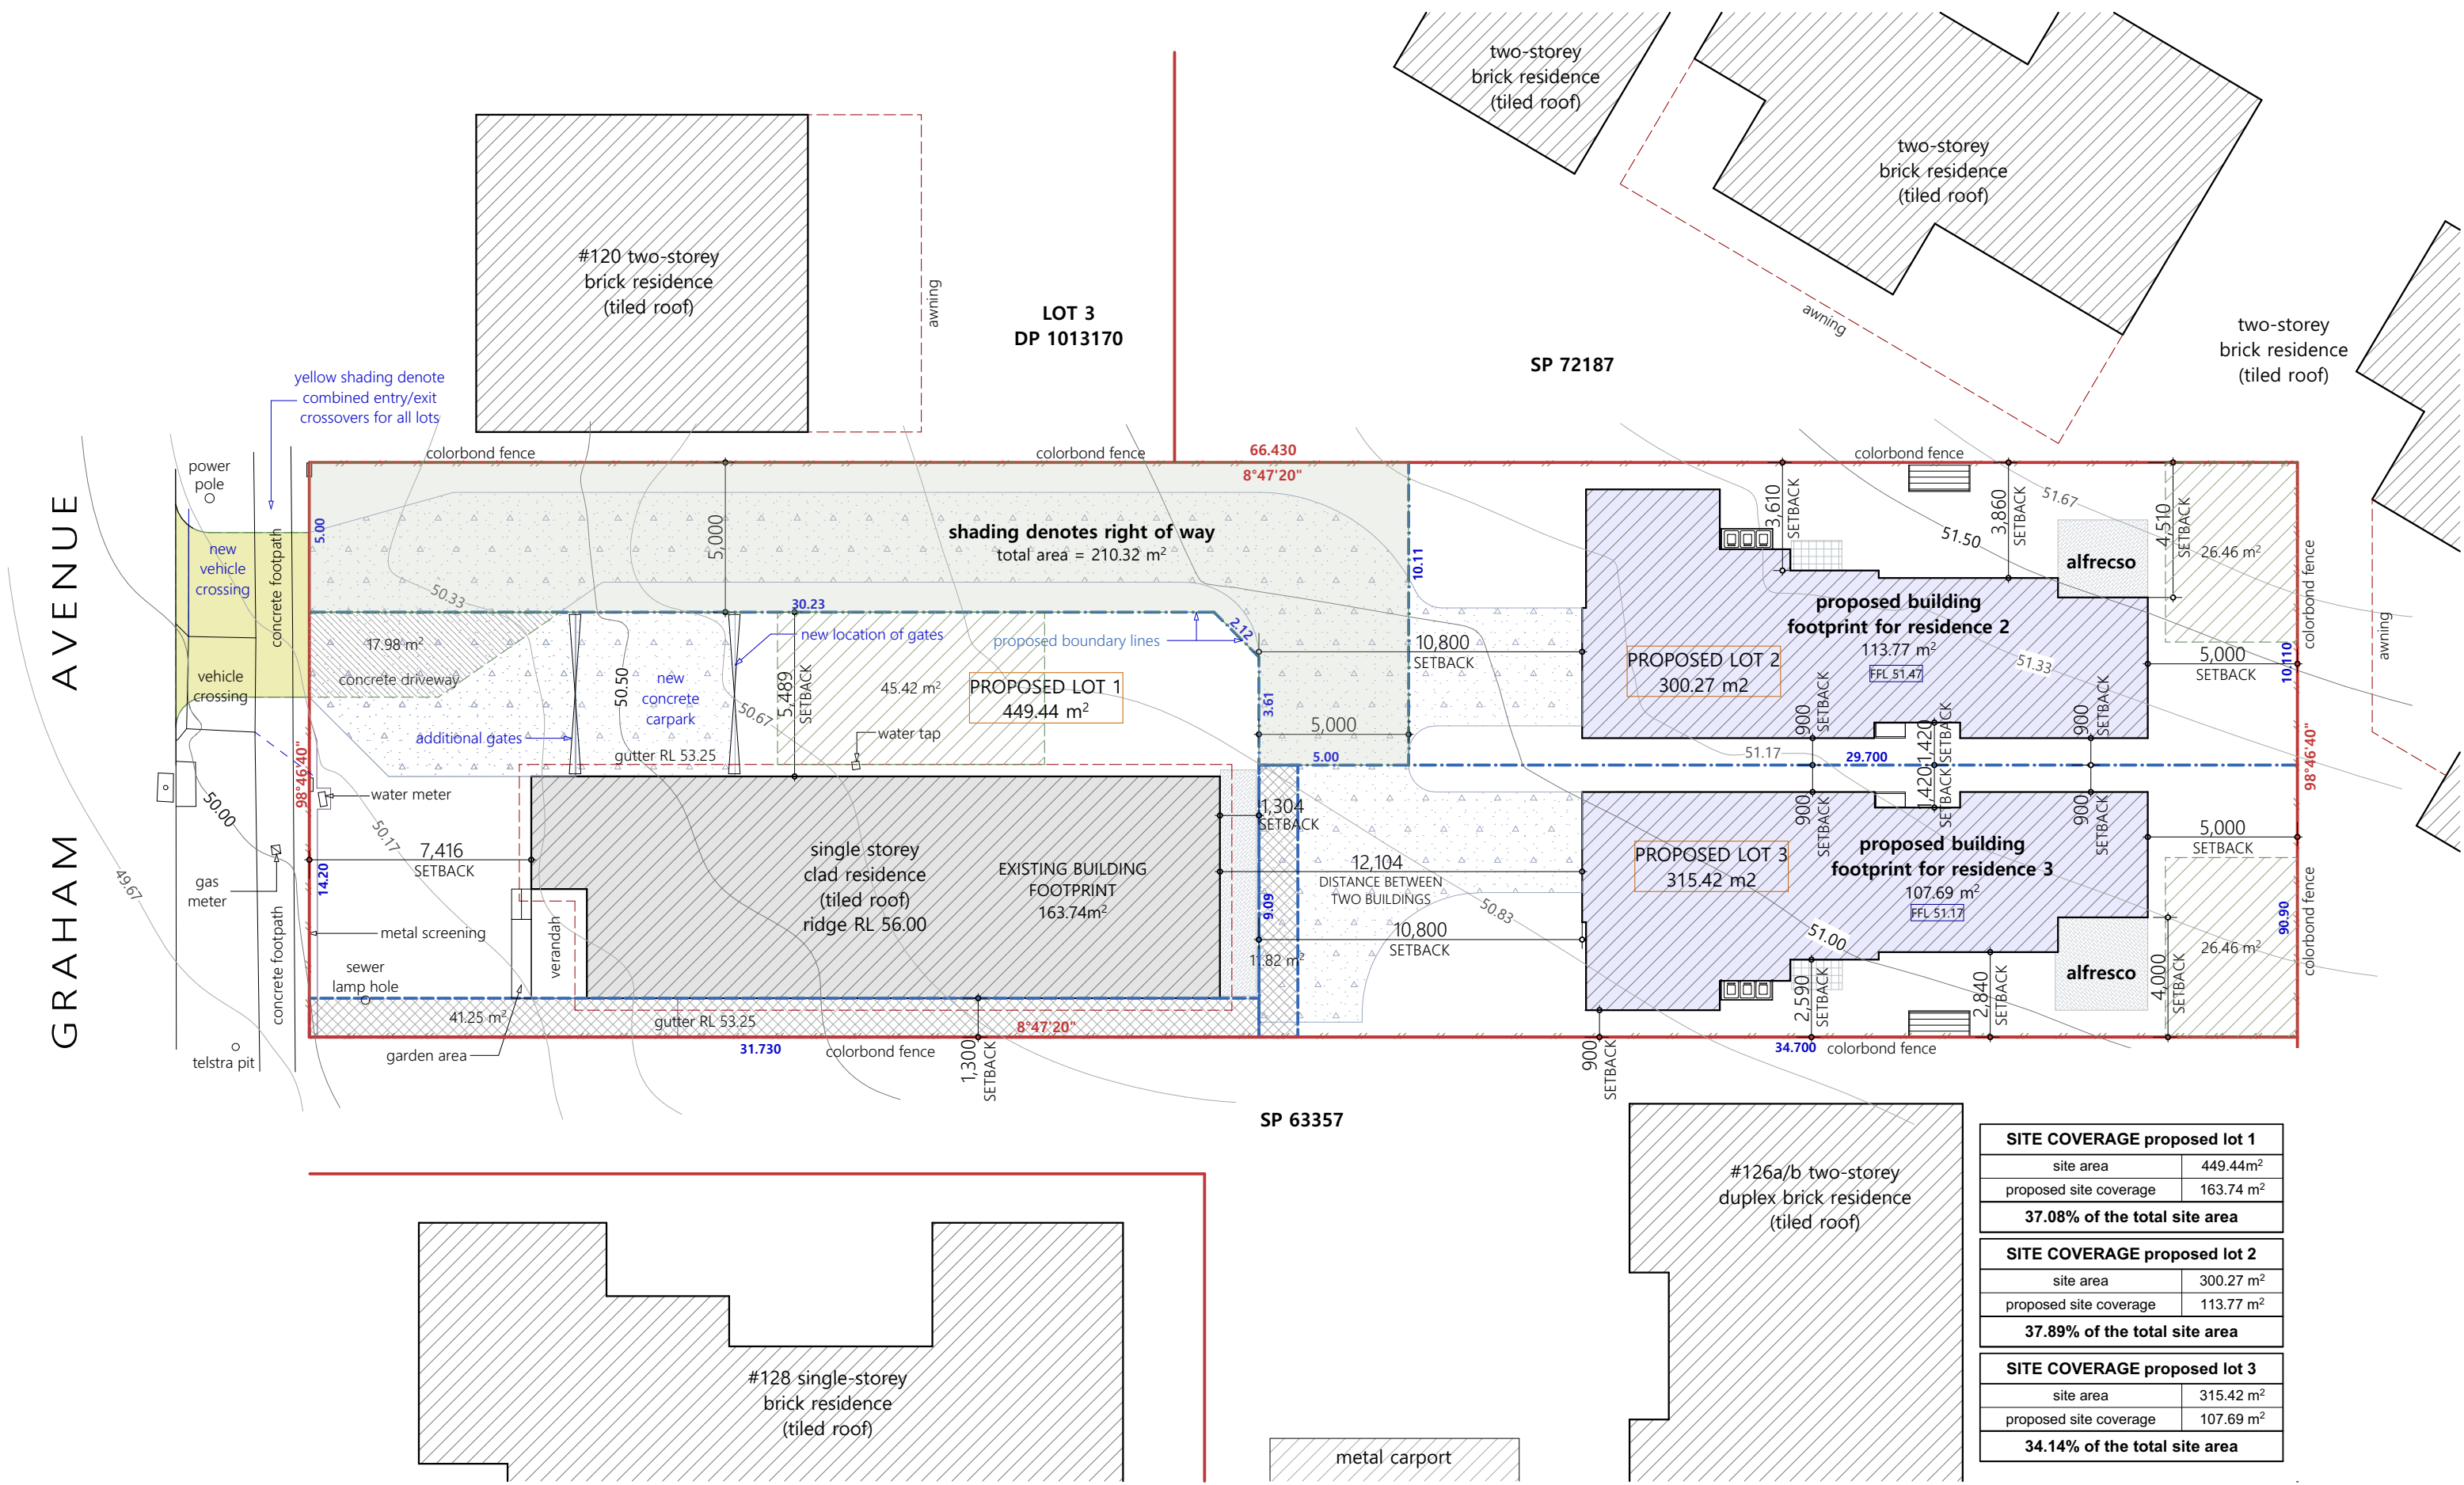 two-storey
brick residence
(tiled roof)
two-storey
brick residence
(tiled roof)
#120 two-storey
brick residence
(tiled roof)
awning
LOT 3
DP 1013170
SP 72187
awning
two-storey
brick residence
(tiled roof)
awning
yellow shading denote
combined entry/exit
crossovers for all lots
colorbond fence
colorbond fence
66.430
8°47'20"
colorbond fence
power
pole
GRAHAM AVENUE
new
vehicle
crossing
vehicle
crossing
concrete footpath
5.00
5,000
shading denotes right of way
total area = 210.32 m²
10.11
50.33
30.23
2.12
17.98 m²
concrete driveway
new location of gates
proposed boundary lines
50.50
new
concrete
carpark
50.67
5,489
SETBACK
45.42 m²
PROPOSED LOT 1
449.44 m²
additional gates
gutter RL 53.25
water tap
3.61
5,000
5.00
10,800
SETBACK
3,610
SETBACK
3,860
SETBACK
51.67
51.50
4,510
SETBACK
26.46 m²
colorbond fence
alfrecso
proposed building
footprint for residence 2
113.77 m²
FFL 51.47
51.33
PROPOSED LOT 2
300.27 m2
5,000
SETBACK
10.110
98°46'40"
900
SETBACK
1,420
SETBACK
900
SETBACK
51.17
29.700
900
SETBACK
1,420
SETBACK
900
SETBACK
98°46'40"
water meter
50.00
50.17
49.67
7,416
SETBACK
14.20
gas
meter
concrete footpath
metal screening
sewer
lamp hole
verandah
single storey
clad residence
(tiled roof)
ridge RL 56.00
EXISTING BUILDING
FOOTPRINT
163.74m²
1,304
SETBACK
12,104
DISTANCE BETWEEN
TWO BUILDINGS
9.09
10,800
SETBACK
50.83
PROPOSED LOT 3
315.42 m2
proposed building
footprint for residence 3
107.69 m²
FFL 51.17
51.00
5,000
SETBACK
90.90
colorbond fence
26.46 m²
alfresco
4,000
SETBACK
2,590
SETBACK
2,840
SETBACK
41.25 m²
gutter RL 53.25
8°47'20"
telstra pit
garden area
31.730
colorbond fence
1,300
SETBACK
900
SETBACK
34.700
colorbond fence
SP 63357
#128 single-storey
brick residence
(tiled roof)
metal carport
#126a/b two-storey
duplex brick residence
(tiled roof)
SITE COVERAGE proposed lot 1
site area 449.44m²
proposed site coverage 163.74 m²
37.08% of the total site area
SITE COVERAGE proposed lot 2
site area 300.27 m²
proposed site coverage 113.77 m²
37.89% of the total site area
SITE COVERAGE proposed lot 3
site area 315.42 m²
proposed site coverage 107.69 m²
34.14% of the total site area